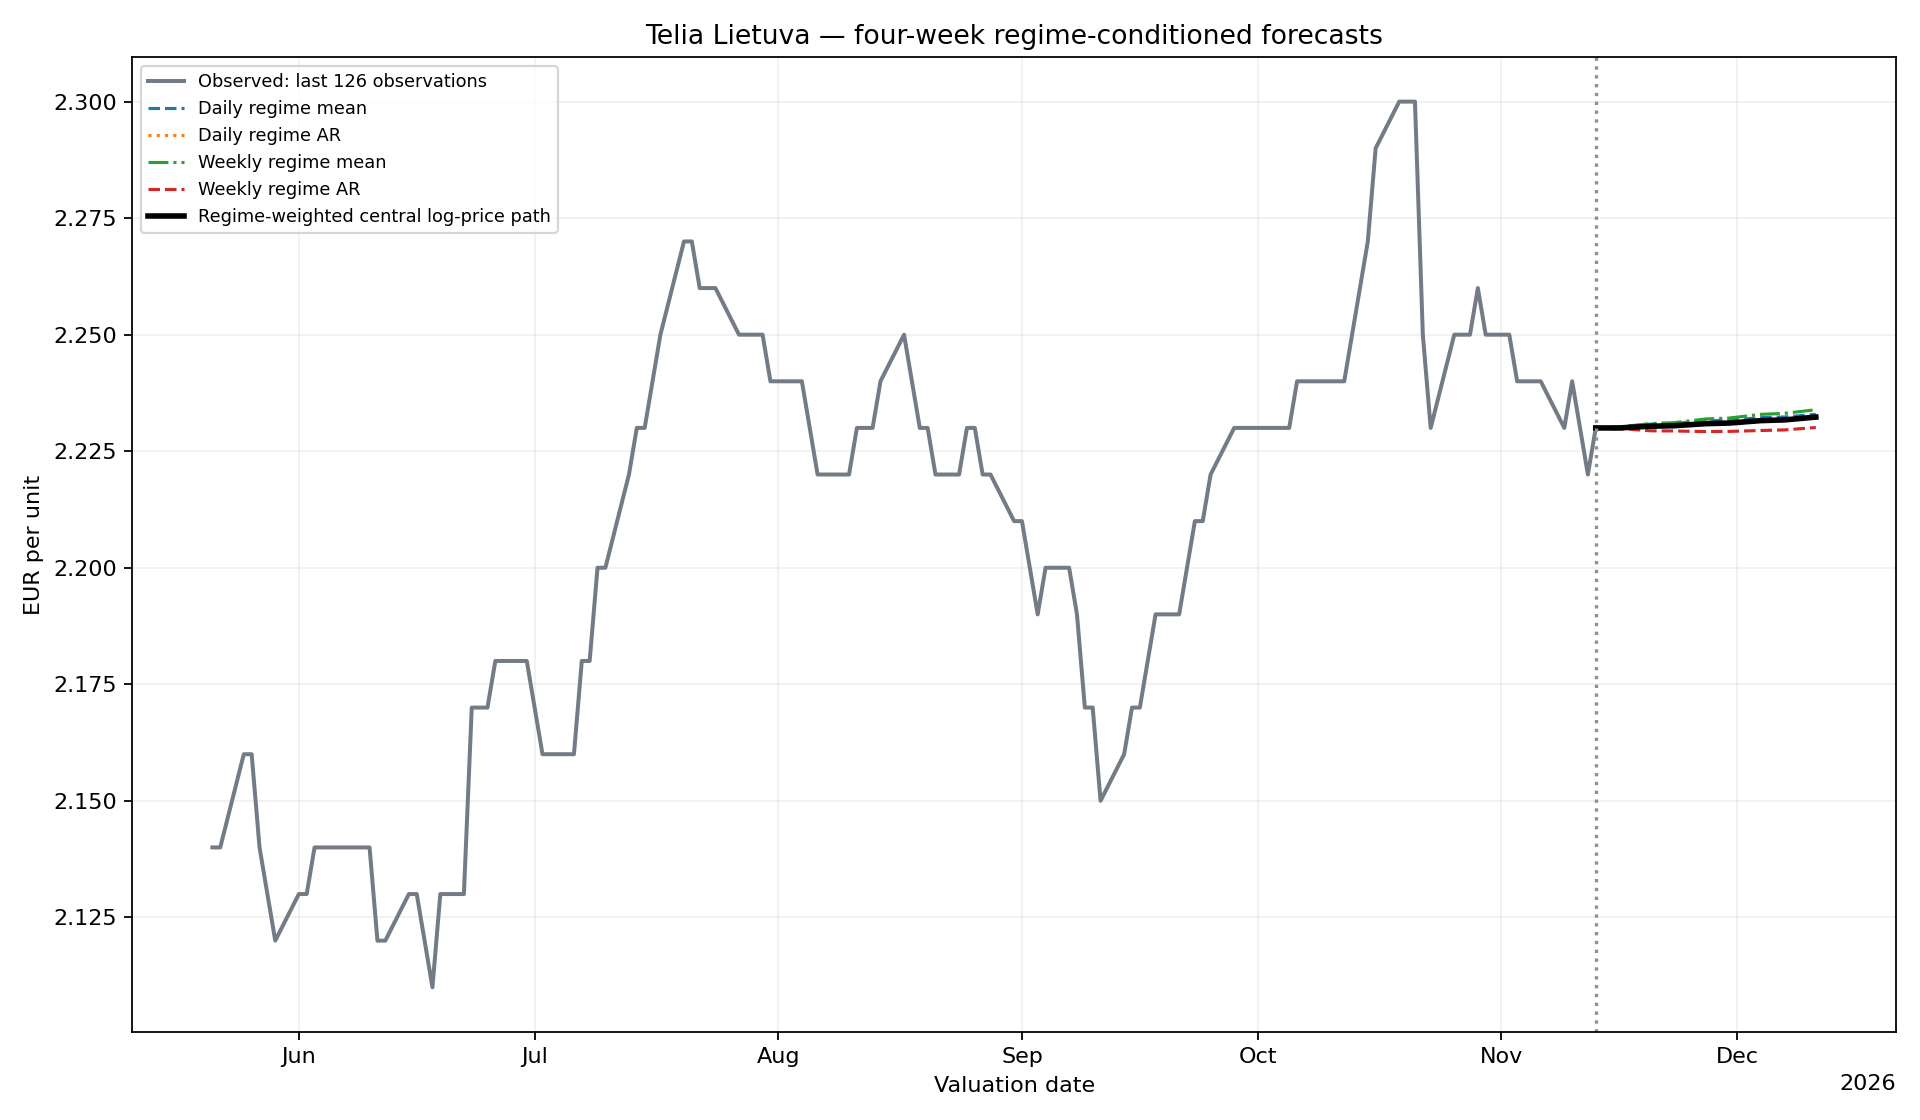 Telia Lietuva — four-week regime-conditioned forecasts
Observed: last 126 observations
Daily regime mean
Daily regime AR
Weekly regime mean
Weekly regime AR
Regime-weighted central log-price path
2.300
2.275
2.250
2.225
2.200
2.175
2.150
2.125
EUR per unit
Jun
Jul
Aug
Sep
Oct
Nov
Dec
Valuation date
2026